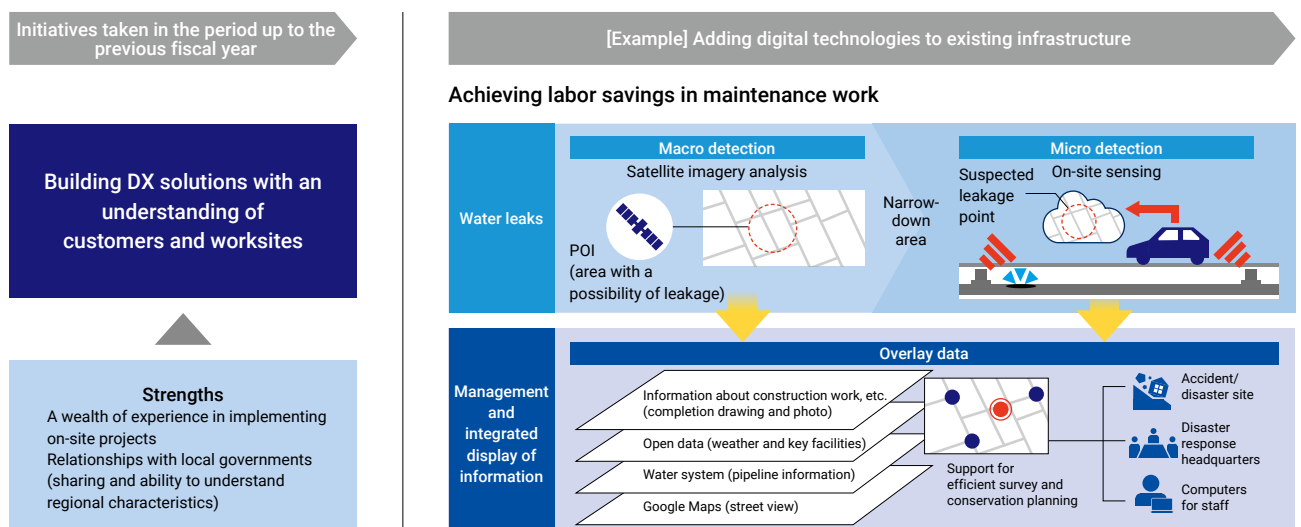 Initiatives taken in the period up to the
previous fiscal year
Building DX solutions with an
understanding of
customers and worksites
Strengths
A wealth of experience in implementing
on-site projects
Relationships with local governments
(sharing and ability to understand
regional characteristics)
[Example] Adding digital technologies to existing infrastructure
Achieving labor savings in maintenance work
Water leaks
Macro detection
Satellite imagery analysis
POI
(area with a
possibility of leakage)
Narrow-
down
area
Micro detection
On-site sensing
Suspected
leakage
point
Management
and
integrated
display of
information
Overlay data
Information about construction work, etc.
(completion drawing and photo)
Open data (weather and key facilities)
Water system (pipeline information)
Google Maps (street view)
Support for
efficient survey and
conservation planning
Accident/
disaster site
Disaster
response
headquarters
Computers
for staff